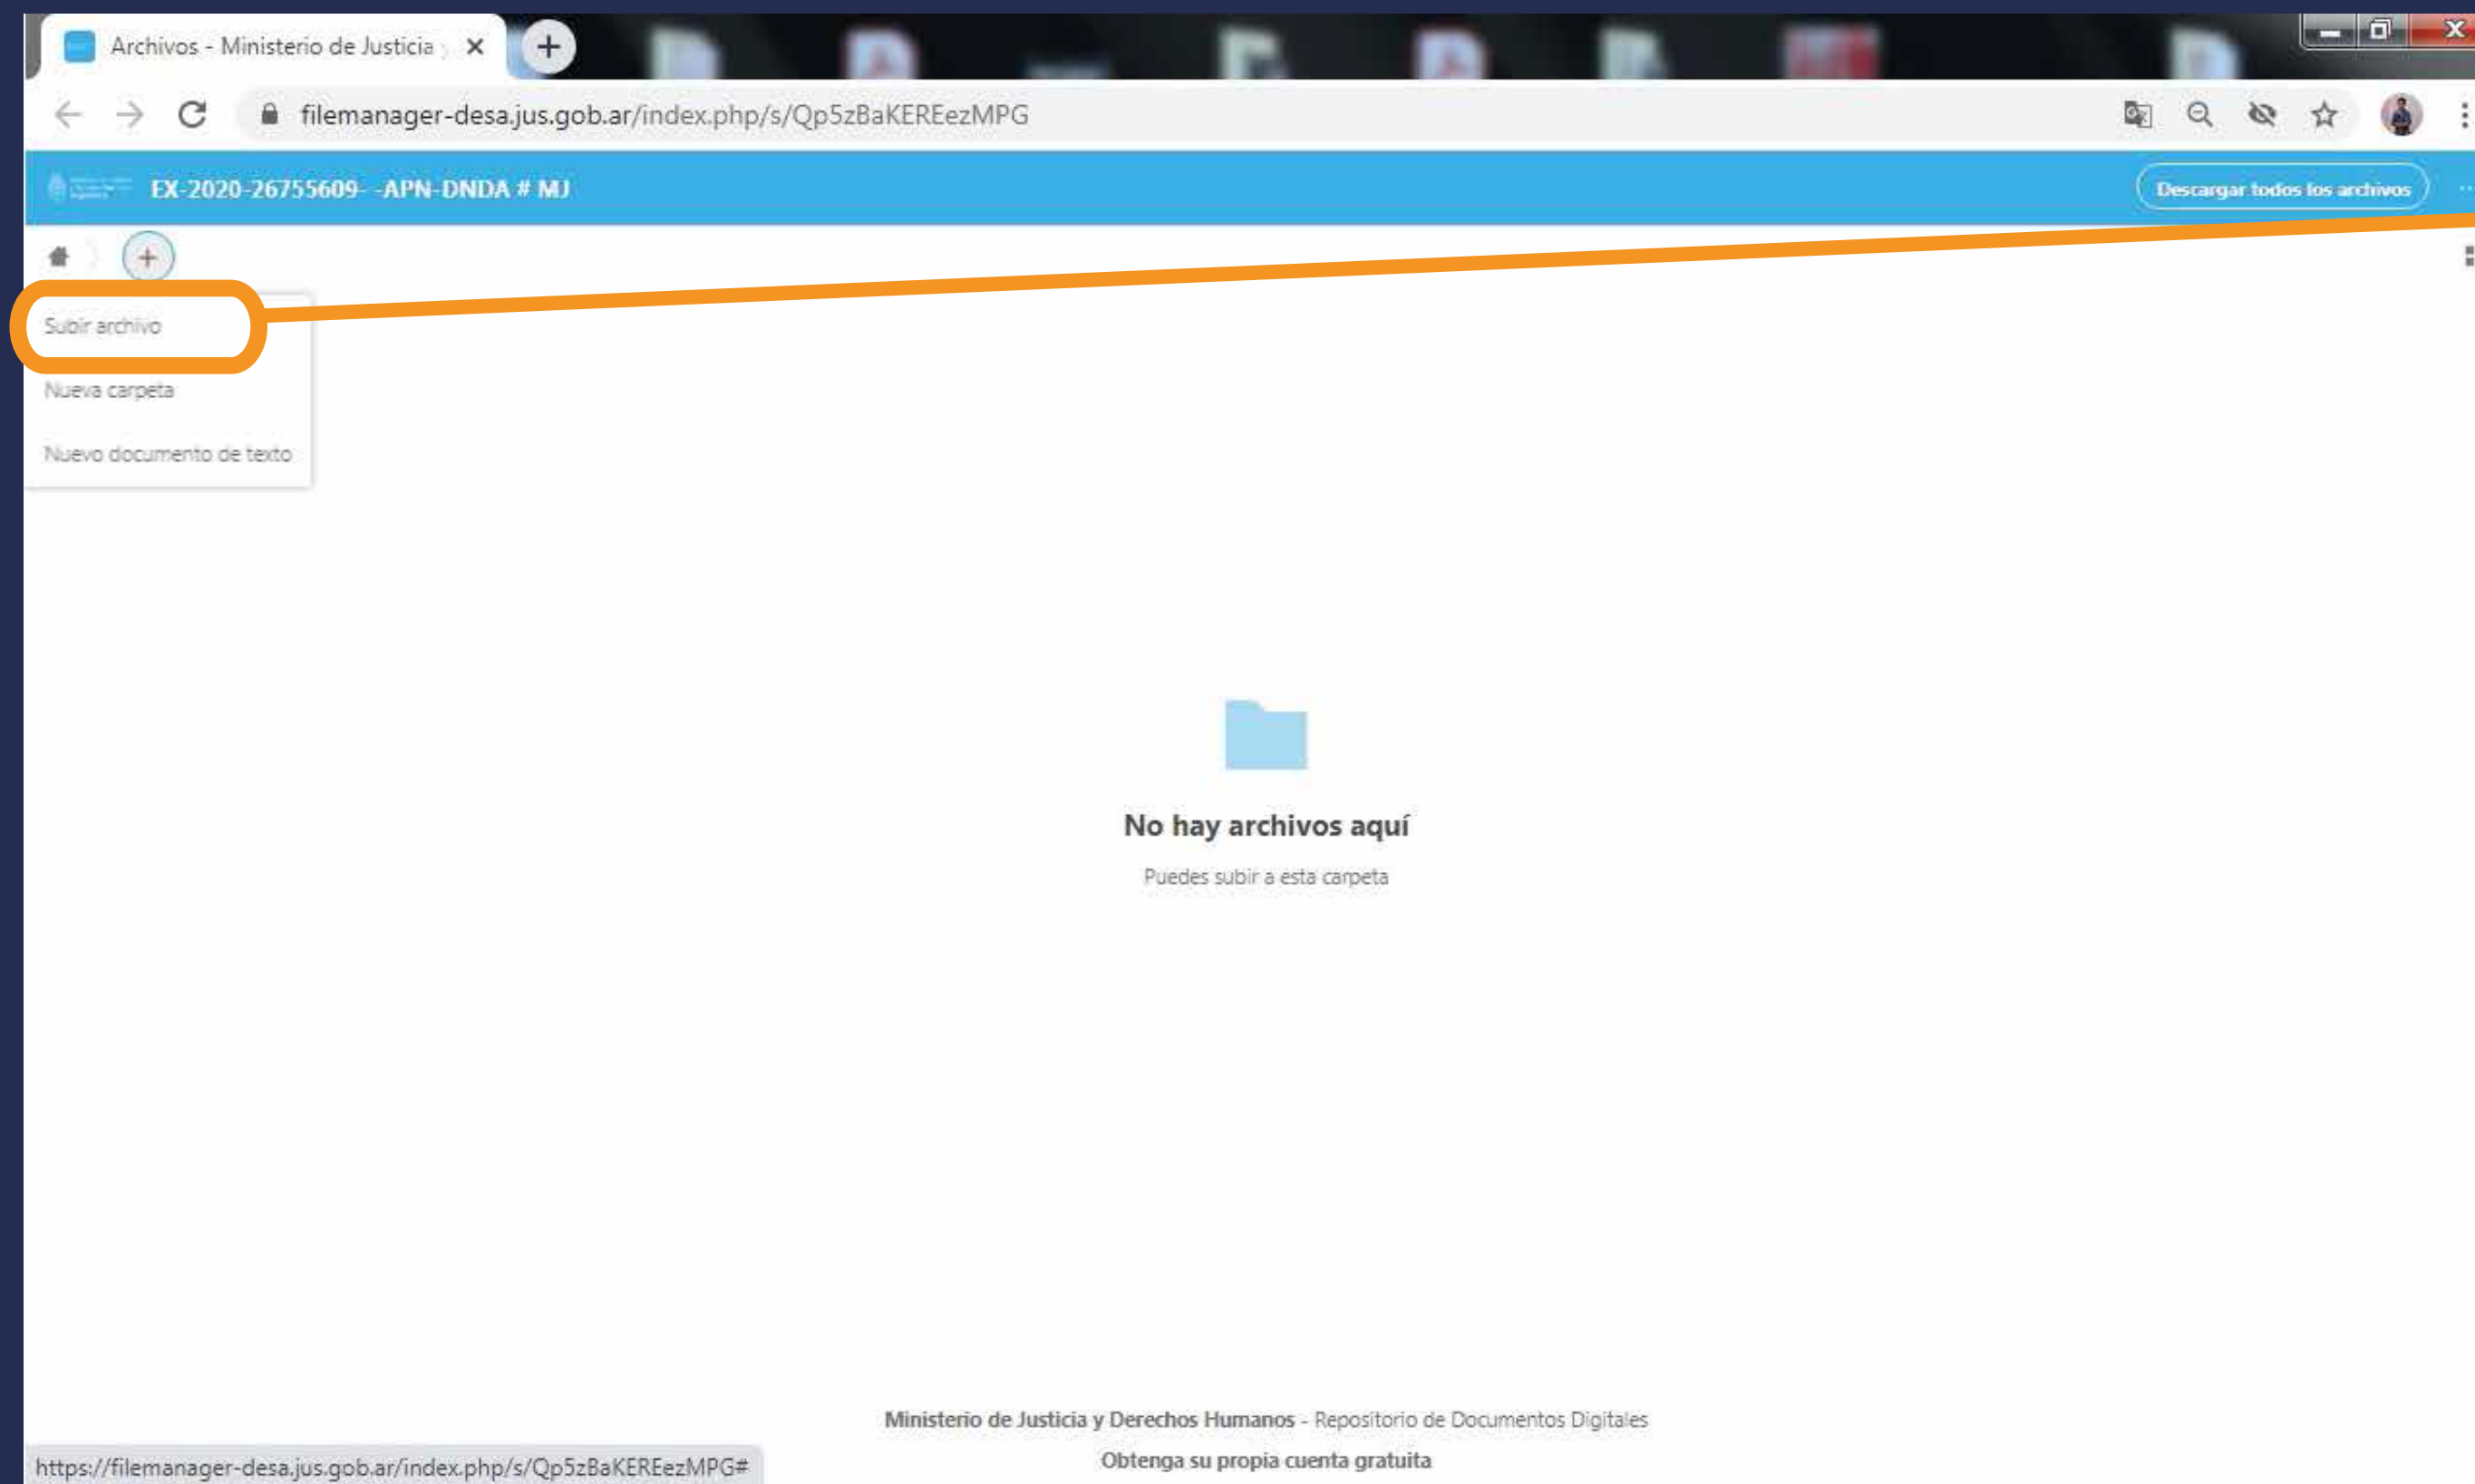 Archivos - Ministerio de Justicia y
filemanager-desa.jus.gob.ar/index.php/s/Qp5zBaKEREezMPG
EX-2020-26755609- -APN-DNDA # MJ
Descargar todos los archivos
Subir archivo
Nueva carpeta
Nuevo documento de texto
No hay archivos aquí
Puedes subir a esta carpeta
Ministerio de Justicia y Derechos Humanos - Repositorio de Documentos Digitales
Obtenga su propia cuenta gratuita
https://filemanager-desa.jus.gob.ar/index.php/s/Qp5zBaKEREezMPG#